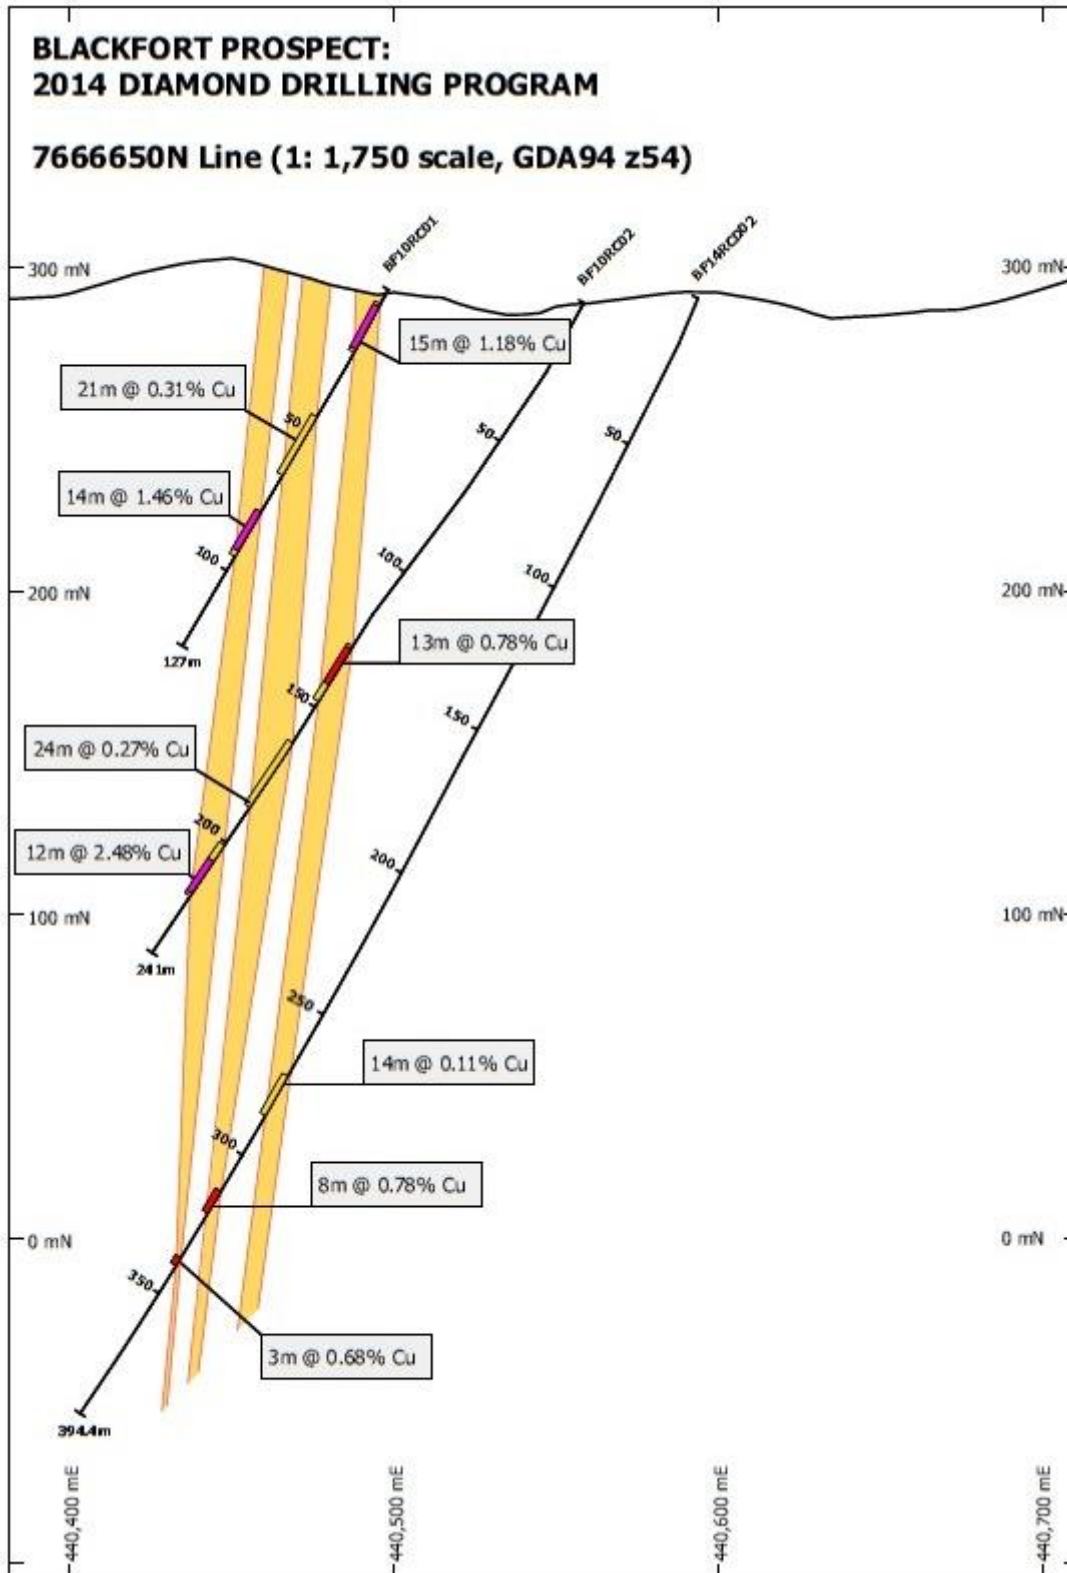 BLACKFORT PROSPECT:
2014 DIAMOND DRILLING PROGRAM
7666650N Line (1: 1,750 scale, GDA94 z54)
BF10RC01
BF10RC02
BF14RCD02
300 mN
300 mN
15m @ 1.18% Cu
21m @ 0.31% Cu
50
50
50
14m @ 1.46% Cu
100
100
100
200 mN
200 mN
13m @ 0.78% Cu
127m
150
150
24m @ 0.27% Cu
200
12m @ 2.48% Cu
200
100 mN
100 mN
241m
250
14m @ 0.11% Cu
300
8m @ 0.78% Cu
0 mN
0 mN
350
3m @ 0.68% Cu
394.4m
440,400 mE
440,500 mE
440,600 mE
440,700 mE